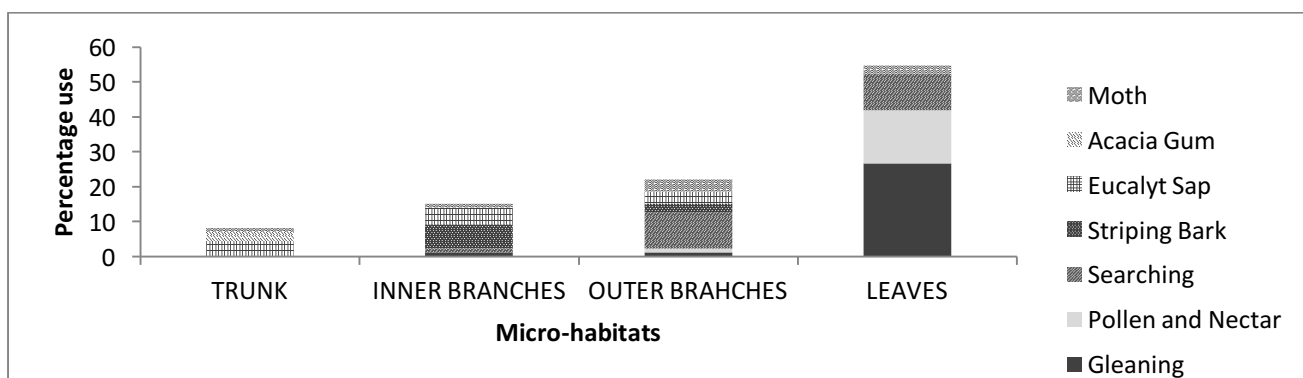 60
50
40
30
20
10
0
Percentage use
TRUNK INNER BRANCHES OUTER BRAHCHES LEAVES
Micro-habitats
Moth
Acacia Gum
Eucalyt Sap
Striping Bark
Searching
Pollen and Nectar
Gleaning